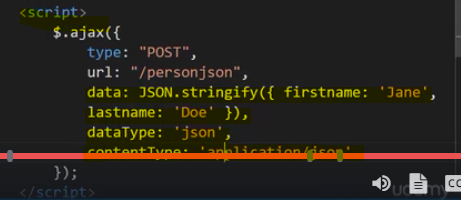 <script>
$.ajax({
type: "POST",
url: "/personjson",
data: JSON.stringify({ firstname: 'Jane',
lastname: 'Doe' }),
dataType: 'json',
contentType: 'application/json'
});
</script>
CC